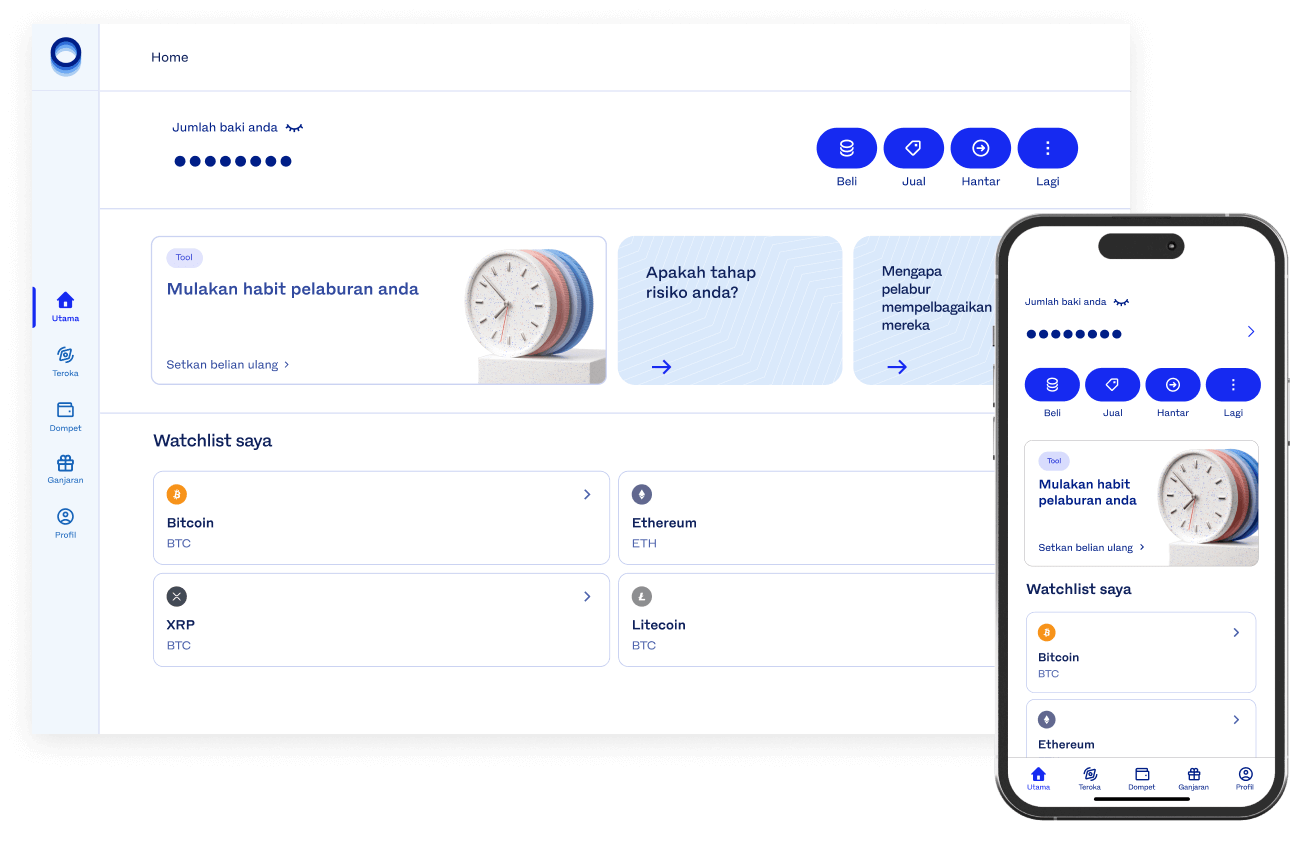 Home
Jumlah baki anda
Beli
Jual
Hantar
Lagi
Utama
Teroka
Dompet
Ganjaran
Profil
Tool
Mulakan habit pelaburan anda
Setkan belian ulang
Apakah tahap
risiko anda?
Mengapa
pelabur
mempelbagaikan
mereka
Watchlist saya
Bitcoin
BTC
Ethereum
ETH
XRP
BTC
Litecoin
BTC
Jumlah baki anda
Beli
Jual
Hantar
Lagi
Tool
Mulakan habit
pelaburan anda
Setkan belian ulang
Watchlist saya
Bitcoin
BTC
Ethereum
Utama
Teroka
Dompet
Ganjaran
Profil